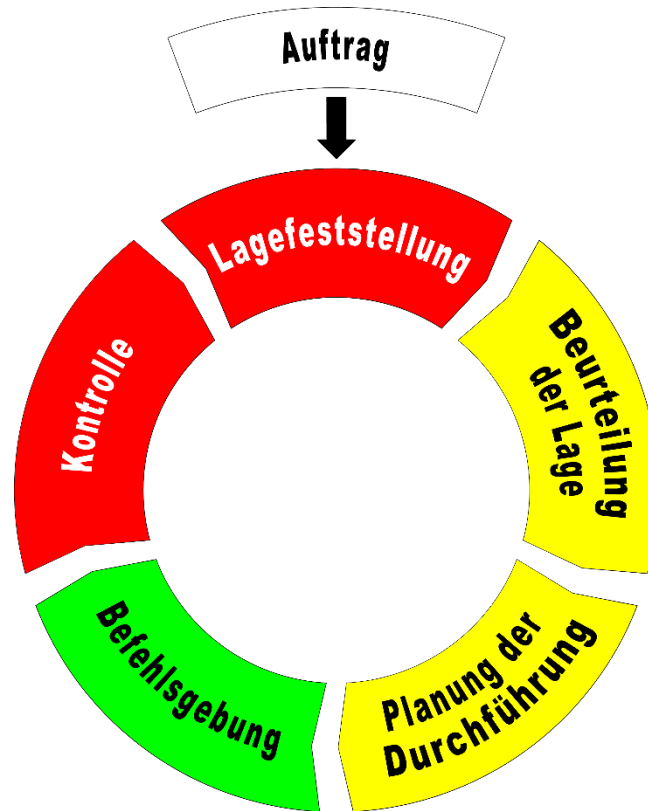 Auftrag
Lagefeststellung
Beurteilung
der Lage
Planung der
Durchführung
Befehlsgebung
Kontrolle